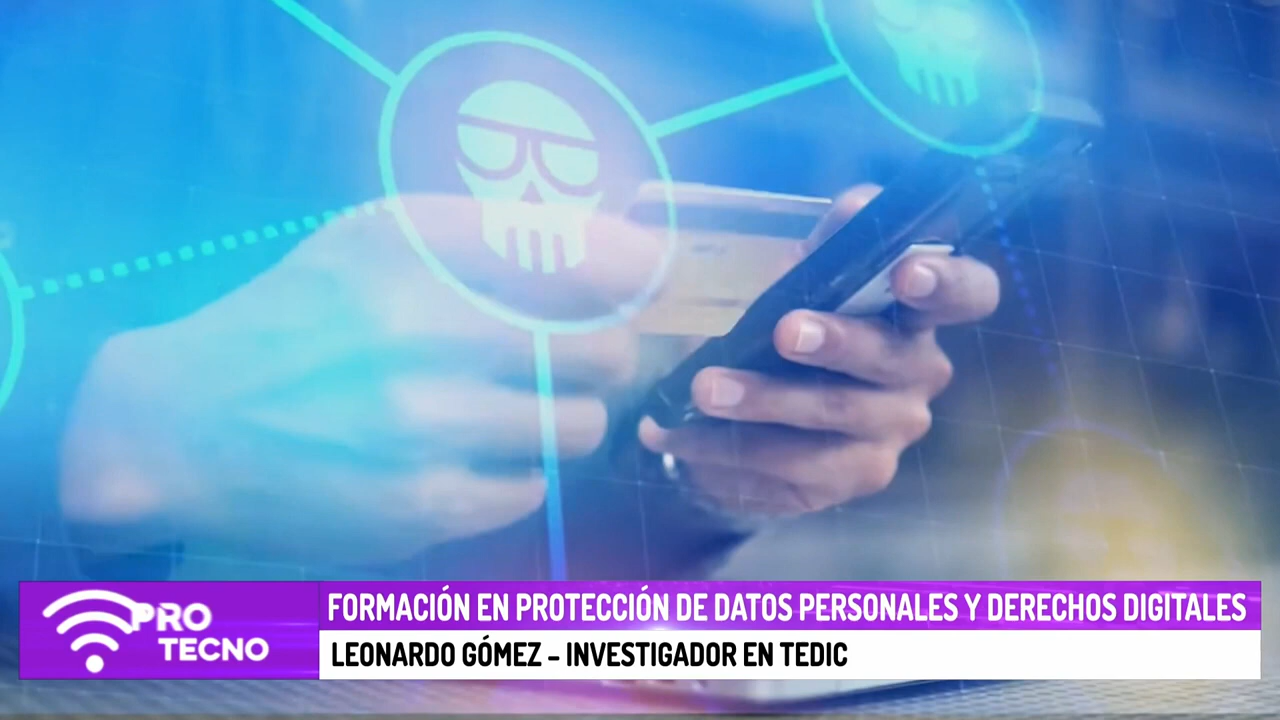 PRO
TECNO
FORMACIÓN EN PROTECCIÓN DE DATOS PERSONALES Y DERECHOS DIGITALES
LEONARDO GÓMEZ – INVESTIGADOR EN TEDIC